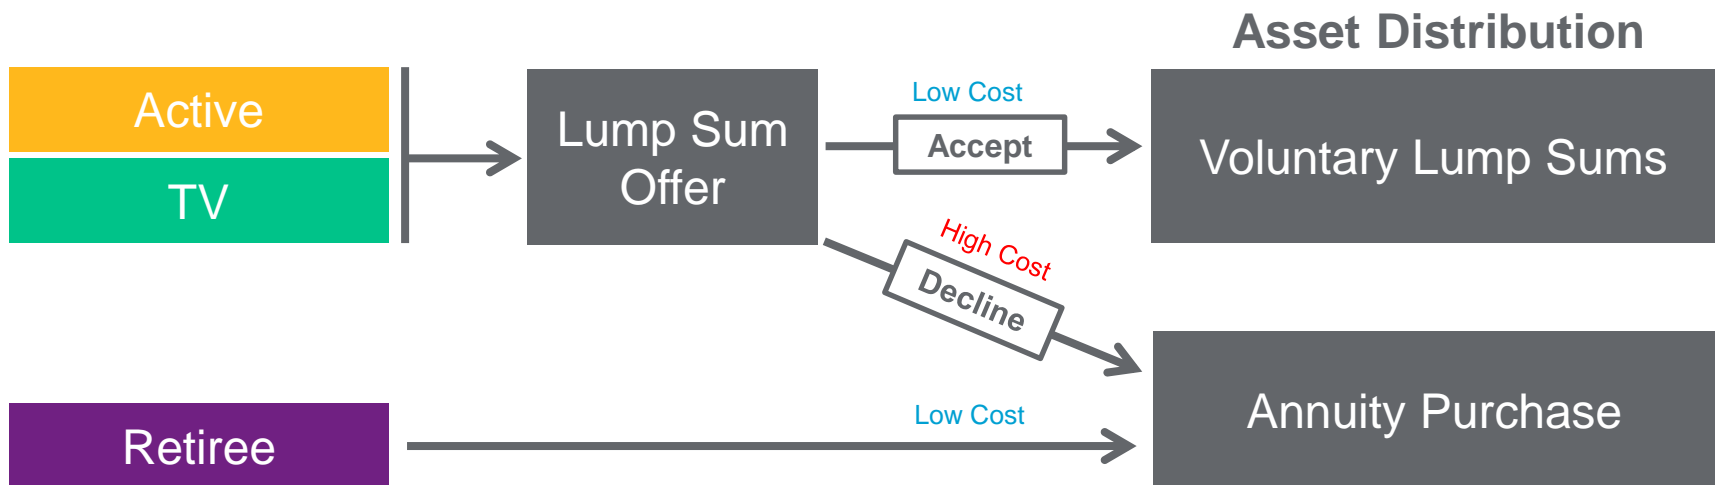 Asset Distribution
Active
TV
Lump Sum
Offer
Low Cost
Accept
Voluntary Lump Sums
High Cost
Decline
Retiree
Low Cost
Annuity Purchase